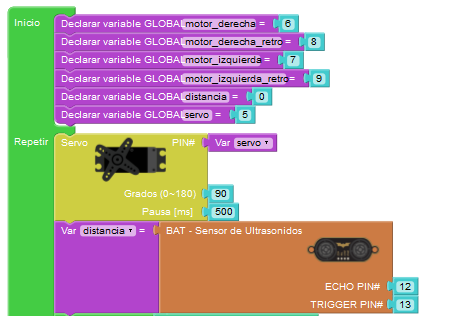 Inicio
Declarar variable GLOBAL motor_derecha = 6
Declarar variable GLOBAL motor_derecha_retro = 8
Declarar variable GLOBAL motor_izquierda = 7
Declarar variable GLOBAL motor_izquierda_retro = 9
Declarar variable GLOBAL distancia = 0
Declarar variable GLOBAL servo = 5
Repetir
Servo PIN# Var servo
Grados (0~180) 90
Pausa [ms] 500
Var distancia = BAT - Sensor de Ultrasonidos
ECHO PIN# 12
TRIGGER PIN# 13